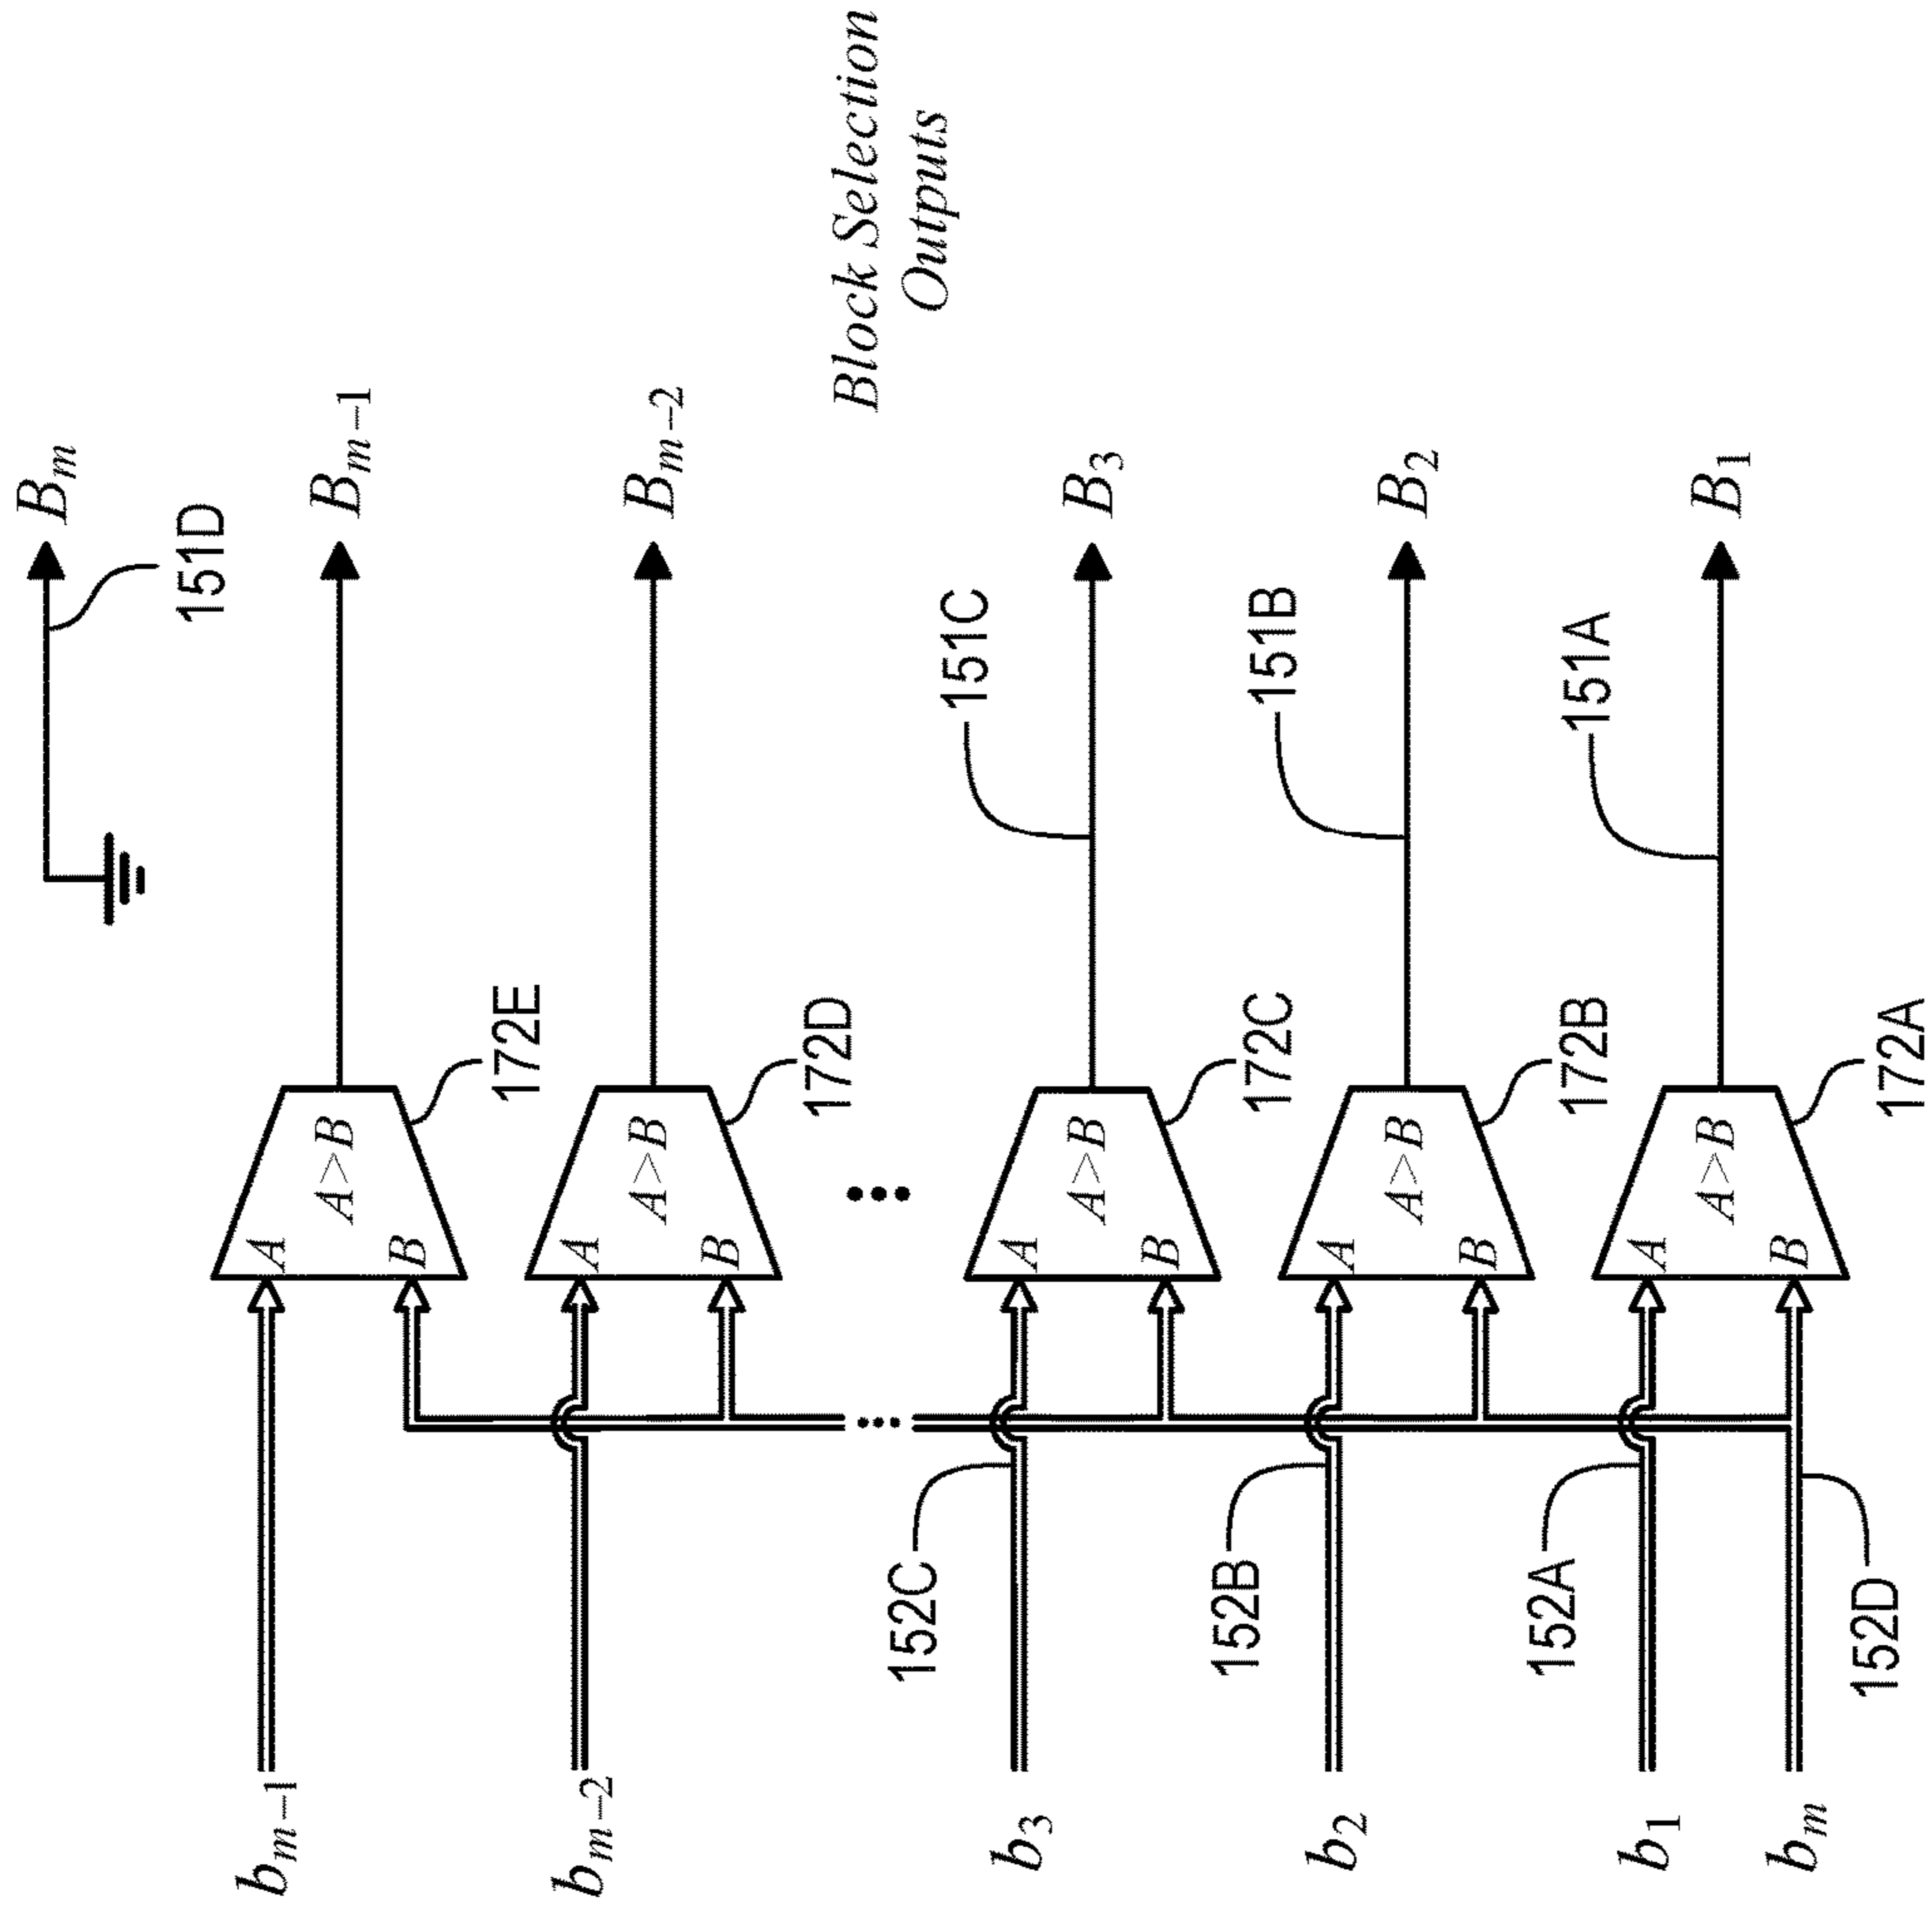 B_m
151D
B_{m-1}
B_{m-2}
Block Selection
Outputs
B_3
B_2
B_1
151C
151B
151A
172E
172D
172C
172B
172A
A
B
A>B
A
B
A>B
⋮
A
B
A>B
A
B
A>B
A
B
A>B
⋮
152C
152B
152A
152D
b_{m-1}
b_{m-2}
b_3
b_2
b_1
b_m